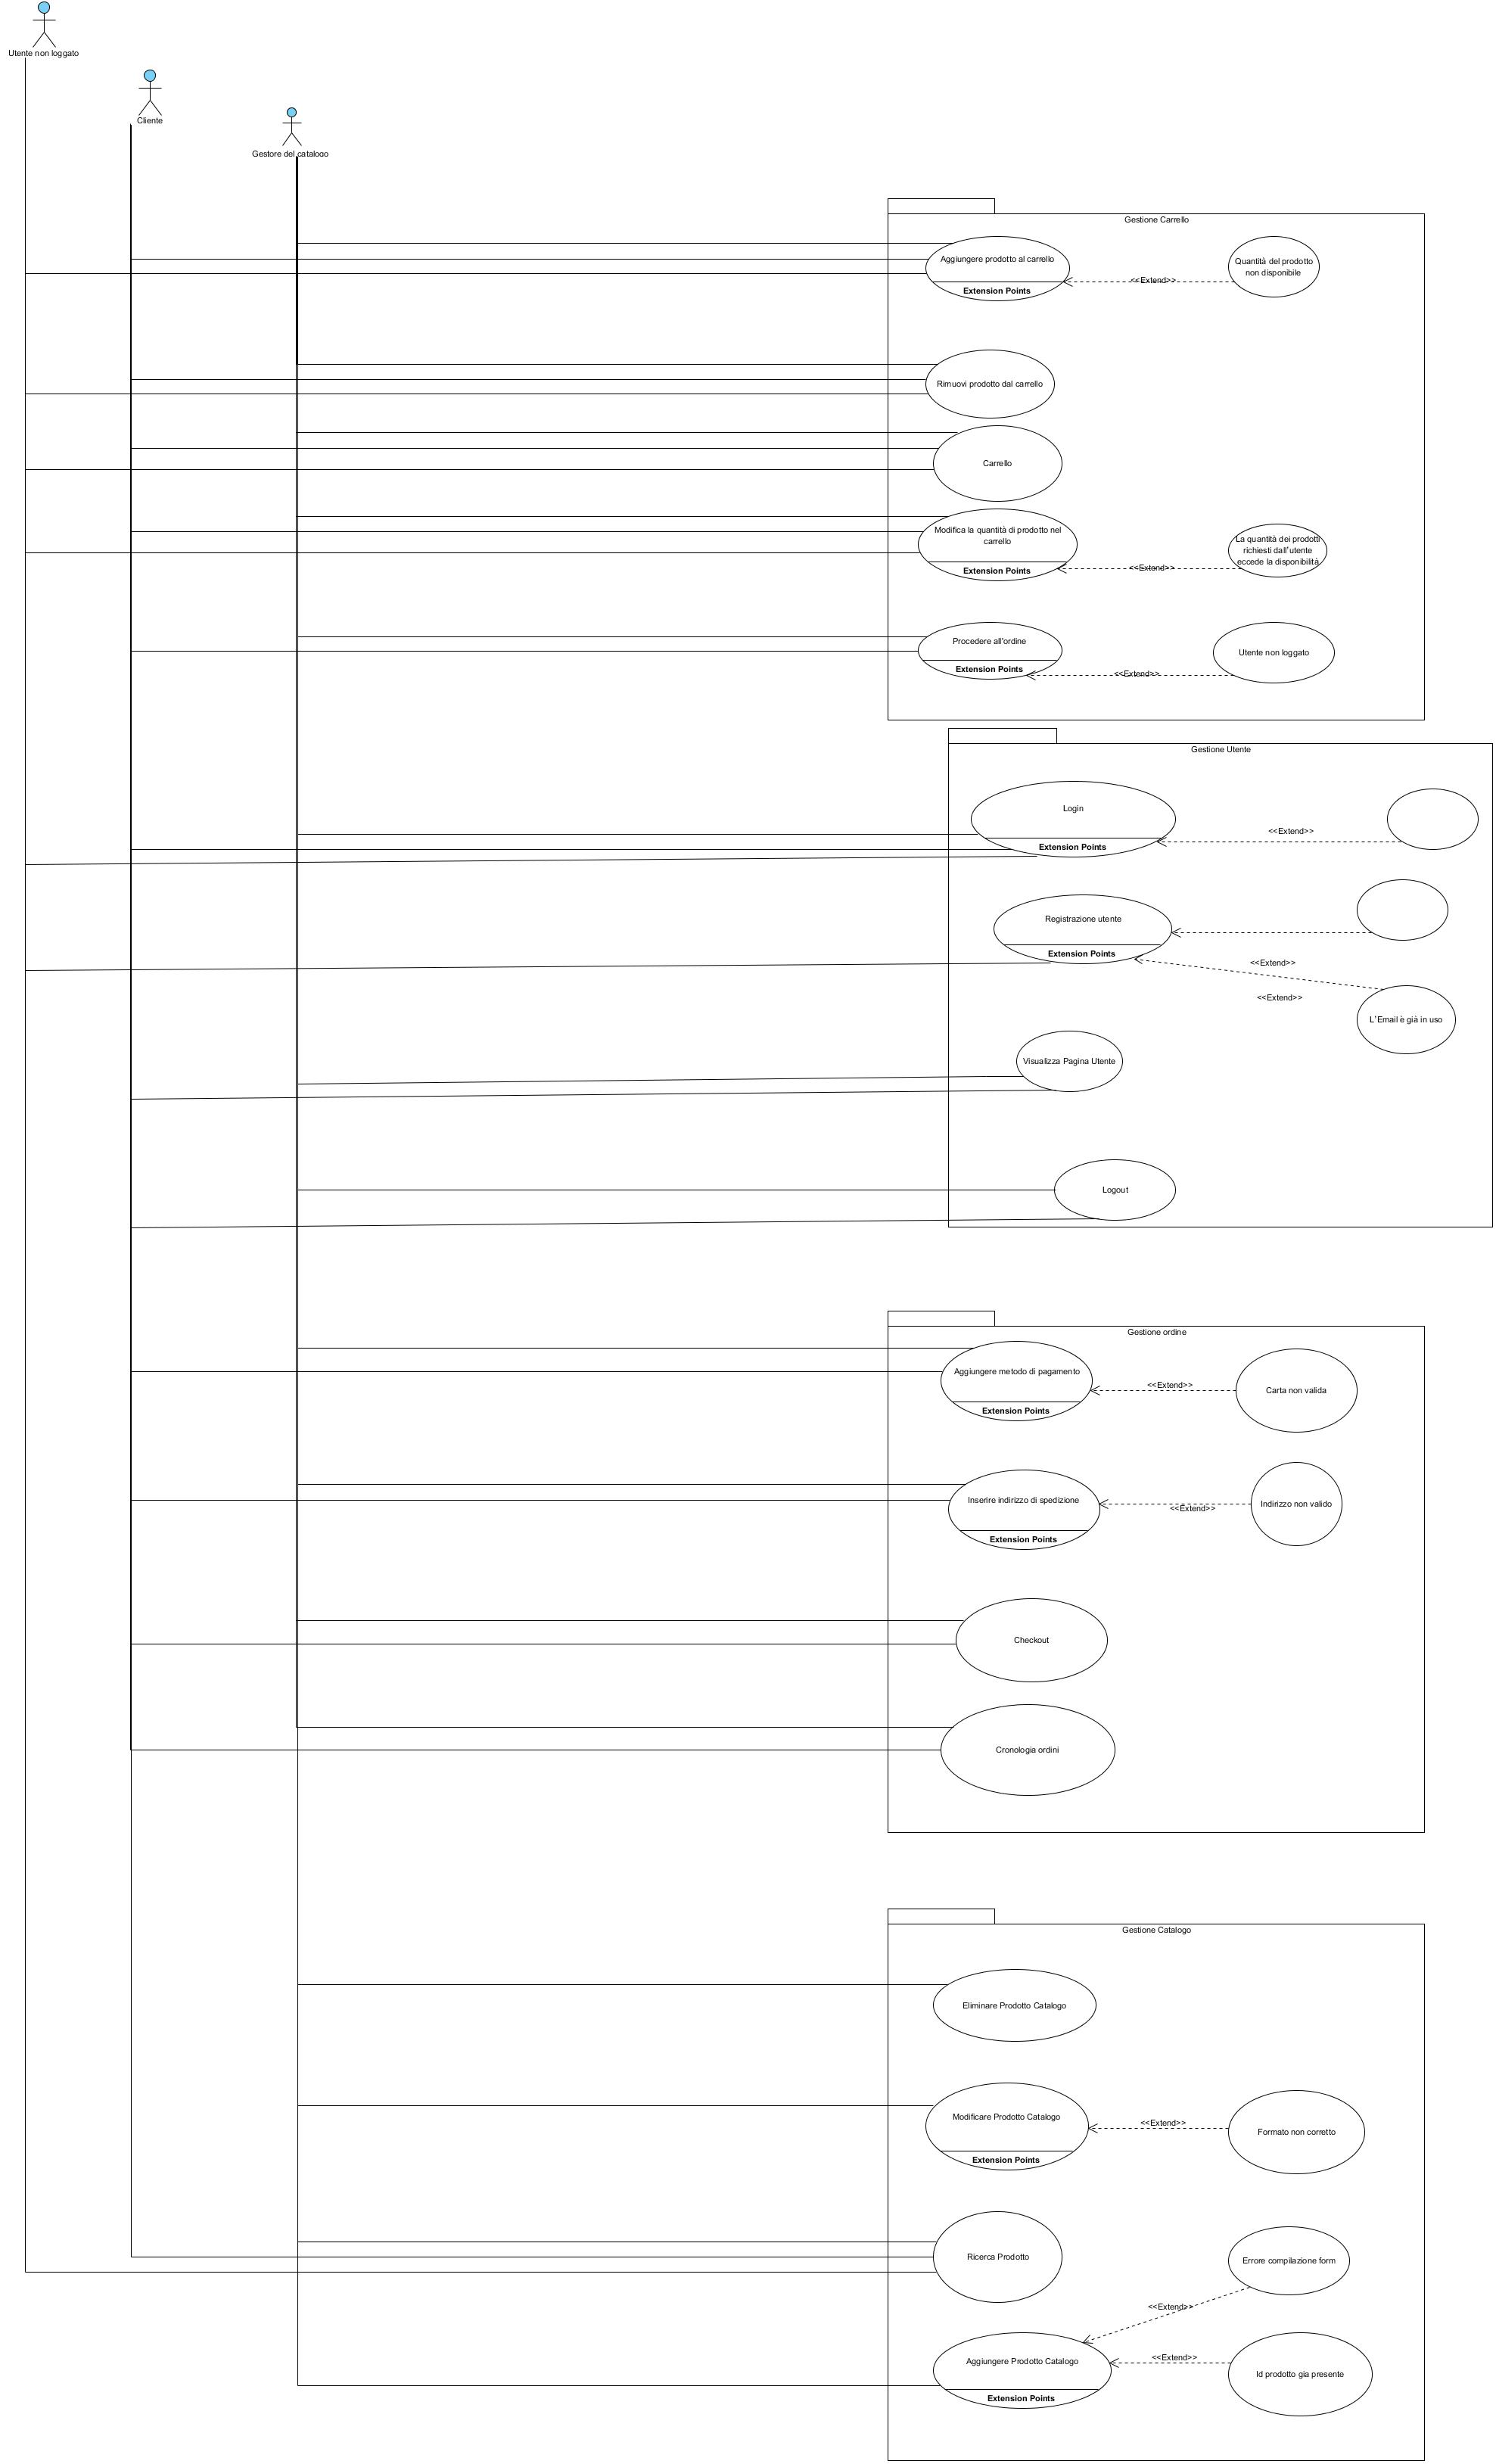 Utente non loggato
Cliente
Gestore del catalogo
Gestione Carrello
Aggiungere prodotto al carrello
Extension Points
<<Extend>>
Quantità del prodotto
non disponibile
Rimuovi prodotto dal carrello
Carrello
Modifica la quantità di prodotto nel
carrello
Extension Points
<<Extend>>
La quantità dei prodotti
richiesti dall'utente
eccede la disponibilità
Procedere all'ordine
Extension Points
<<Extend>>
Utente non loggato
Gestione Utente
Login
Extension Points
<<Extend>>
Registrazione utente
Extension Points
<<Extend>>
<<Extend>>
L'Email è già in uso
Visualizza Pagina Utente
Logout
Gestione ordine
Aggiungere metodo di pagamento
Extension Points
<<Extend>>
Carta non valida
Inserire indirizzo di spedizione
Extension Points
<<Extend>>
Indirizzo non valido
Checkout
Cronologia ordini
Gestione Catalogo
Eliminare Prodotto Catalogo
Modificare Prodotto Catalogo
Extension Points
<<Extend>>
Formato non corretto
Ricerca Prodotto
Errore compilazione form
<<Extend>>
Aggiungere Prodotto Catalogo
Extension Points
<<Extend>>
Id prodotto gia presente